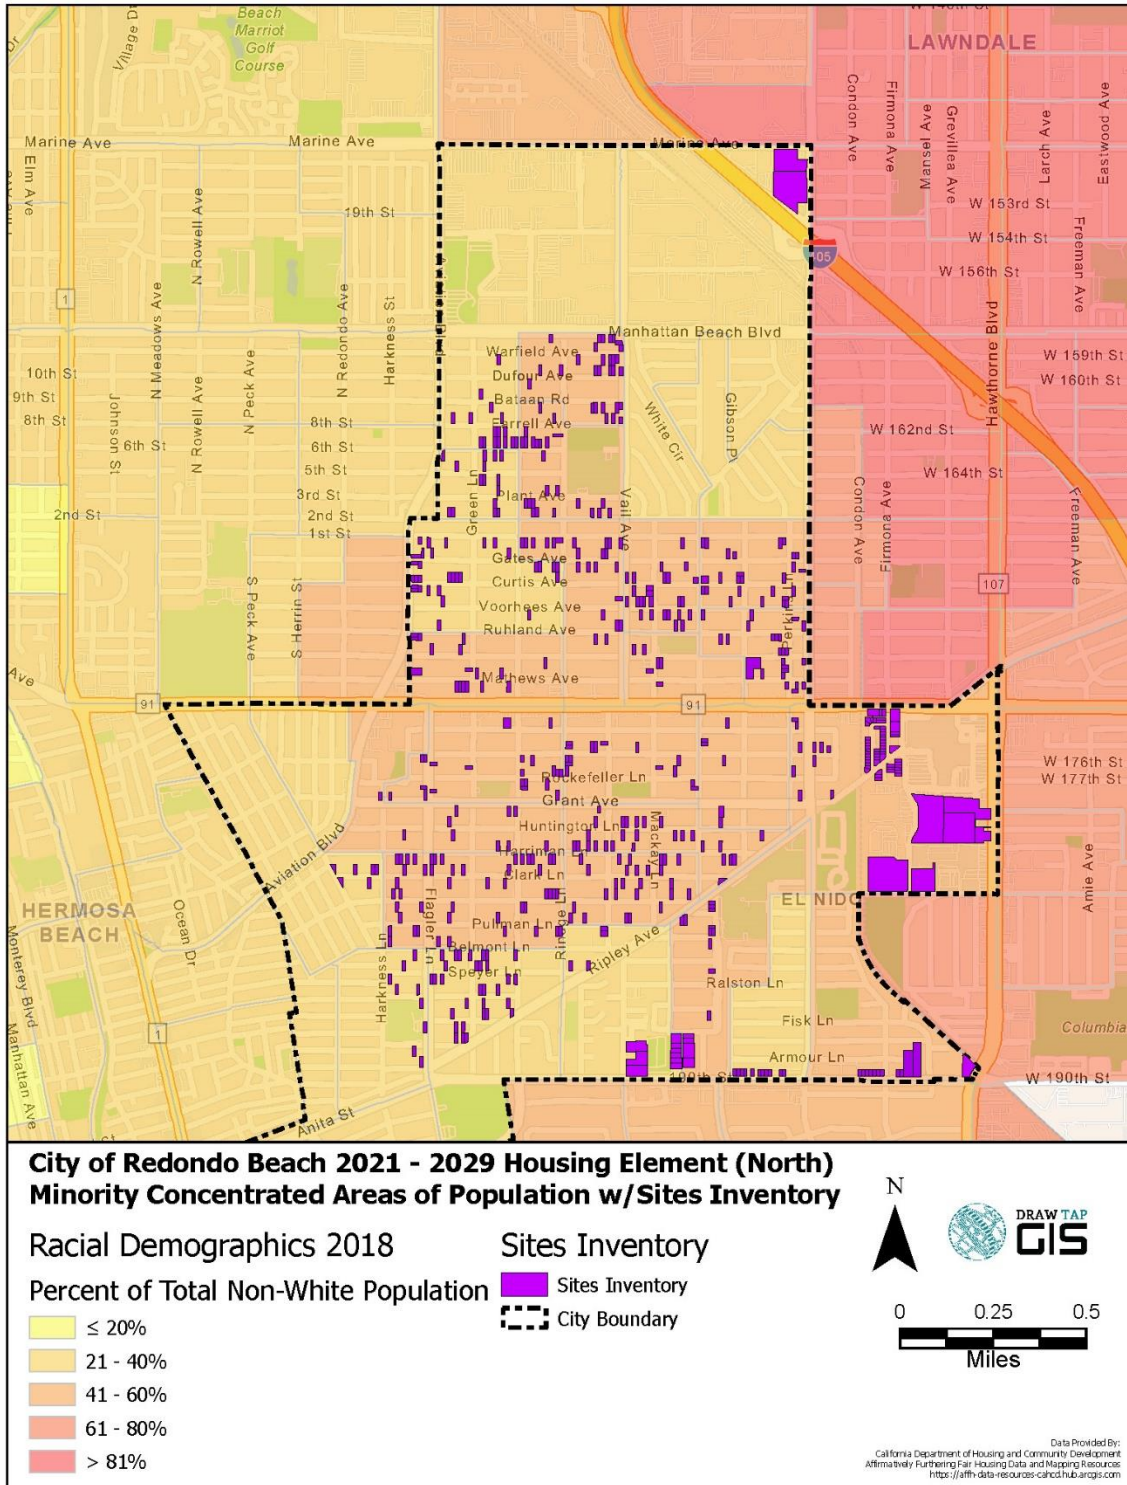 Beach
Marriot
Golf
Course
Village Dr
LAWNDALE
Marine Ave
Marine Ave
Marine Ave
Elm Ave
N Rowell Ave
19th St
Condon Ave
Firmona Ave
Mansel Ave
Grevillea Ave
Larch Ave
Eastwood Ave
W 153rd St
W 154th St
W 156th St
Freeman Ave
1
N Meadows Ave
N Redondo Ave
Harkness St
Manhattan Beach Blvd
Hawthorne Blvd
W 159th St
W 160th St
10th St
9th St
8th St
Johnson St
6th St
N Rowell Ave
N Peck Ave
8th St
6th St
5th St
3rd St
2nd St
1st St
2nd St
Warfield Ave
Dufour Ave
Bataan Rd
Farrell Ave
White Cir
Gibson Pl
W 162nd St
W 164th St
Green Ln
Plant Ave
Vail Ave
Condon Ave
Firmona Ave
Freeman Ave
Gates Ave
Curtis Ave
Voorhees Ave
Ruhland Ave
Mathews Ave
Perkins Ln
107
S Peck Ave
S Herrin St
Ave
91
91
Rockefeller Ln
Grant Ave
Huntington Ln
Harriman Ln
Clark Ln
Mackay Ln
W 176th St
W 177th St
Amie Ave
Aviation Blvd
HERMOSA
BEACH
Ocean Dr
Monterey Blvd
Manhattan Ave
Flagler Ln
Harkness Ln
Pullman Ln
Belmont Ln
Speyer Ln
Rindge Ln
Ripley Ave
EL NIDO
Ralston Ln
Fisk Ln
Armour Ln
Columbia
1
190th St
W 190th St
Anita St
City of Redondo Beach 2021 - 2029 Housing Element (North)
Minority Concentrated Areas of Population w/Sites Inventory
Racial Demographics 2018
Percent of Total Non-White Population
≤ 20%
21 - 40%
41 - 60%
61 - 80%
> 81%
Sites Inventory
Sites Inventory
City Boundary
N
DRAW TAP
GIS
0 0.25 0.5
Miles
Data Provided By:
California Department of Housing and Community Development
Affirmatively Furthering Fair Housing Data and Mapping Resources
https://affh-data-resources-cahcd.hub.arcgis.com